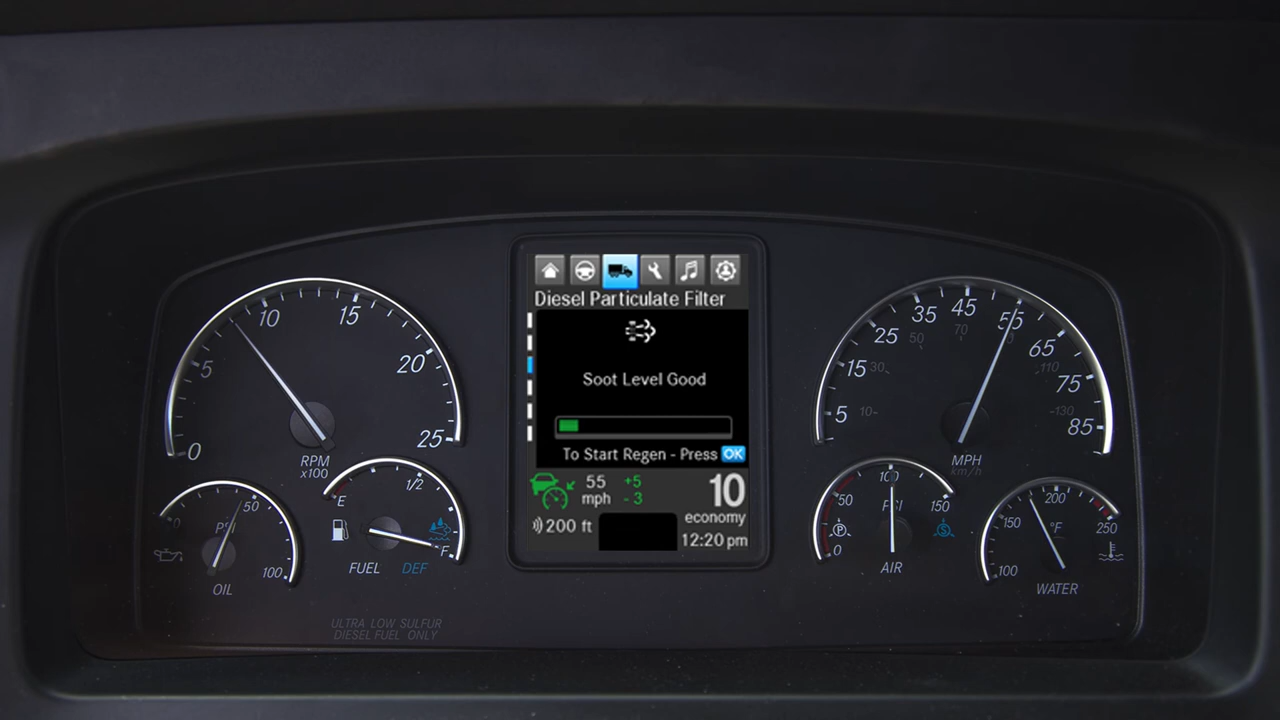 Diesel Particulate Filter
Soot Level Good
To Start Regen - Press OK
55 mph +5 - 3
200 ft
10 economy
12:20 pm
0 5 10 15 20 25
RPM
x100
0 50 100
PSI
OIL
E 1/2 F
FUEL DEF
ULTRA LOW SULFUR
DIESEL FUEL ONLY
5 15 25 35 45 55 65 75 85
10 30 50 70 110 130
MPH
km/h
0 50 100 150
PSI
P
S
AIR
100 150 200 250
°F
WATER